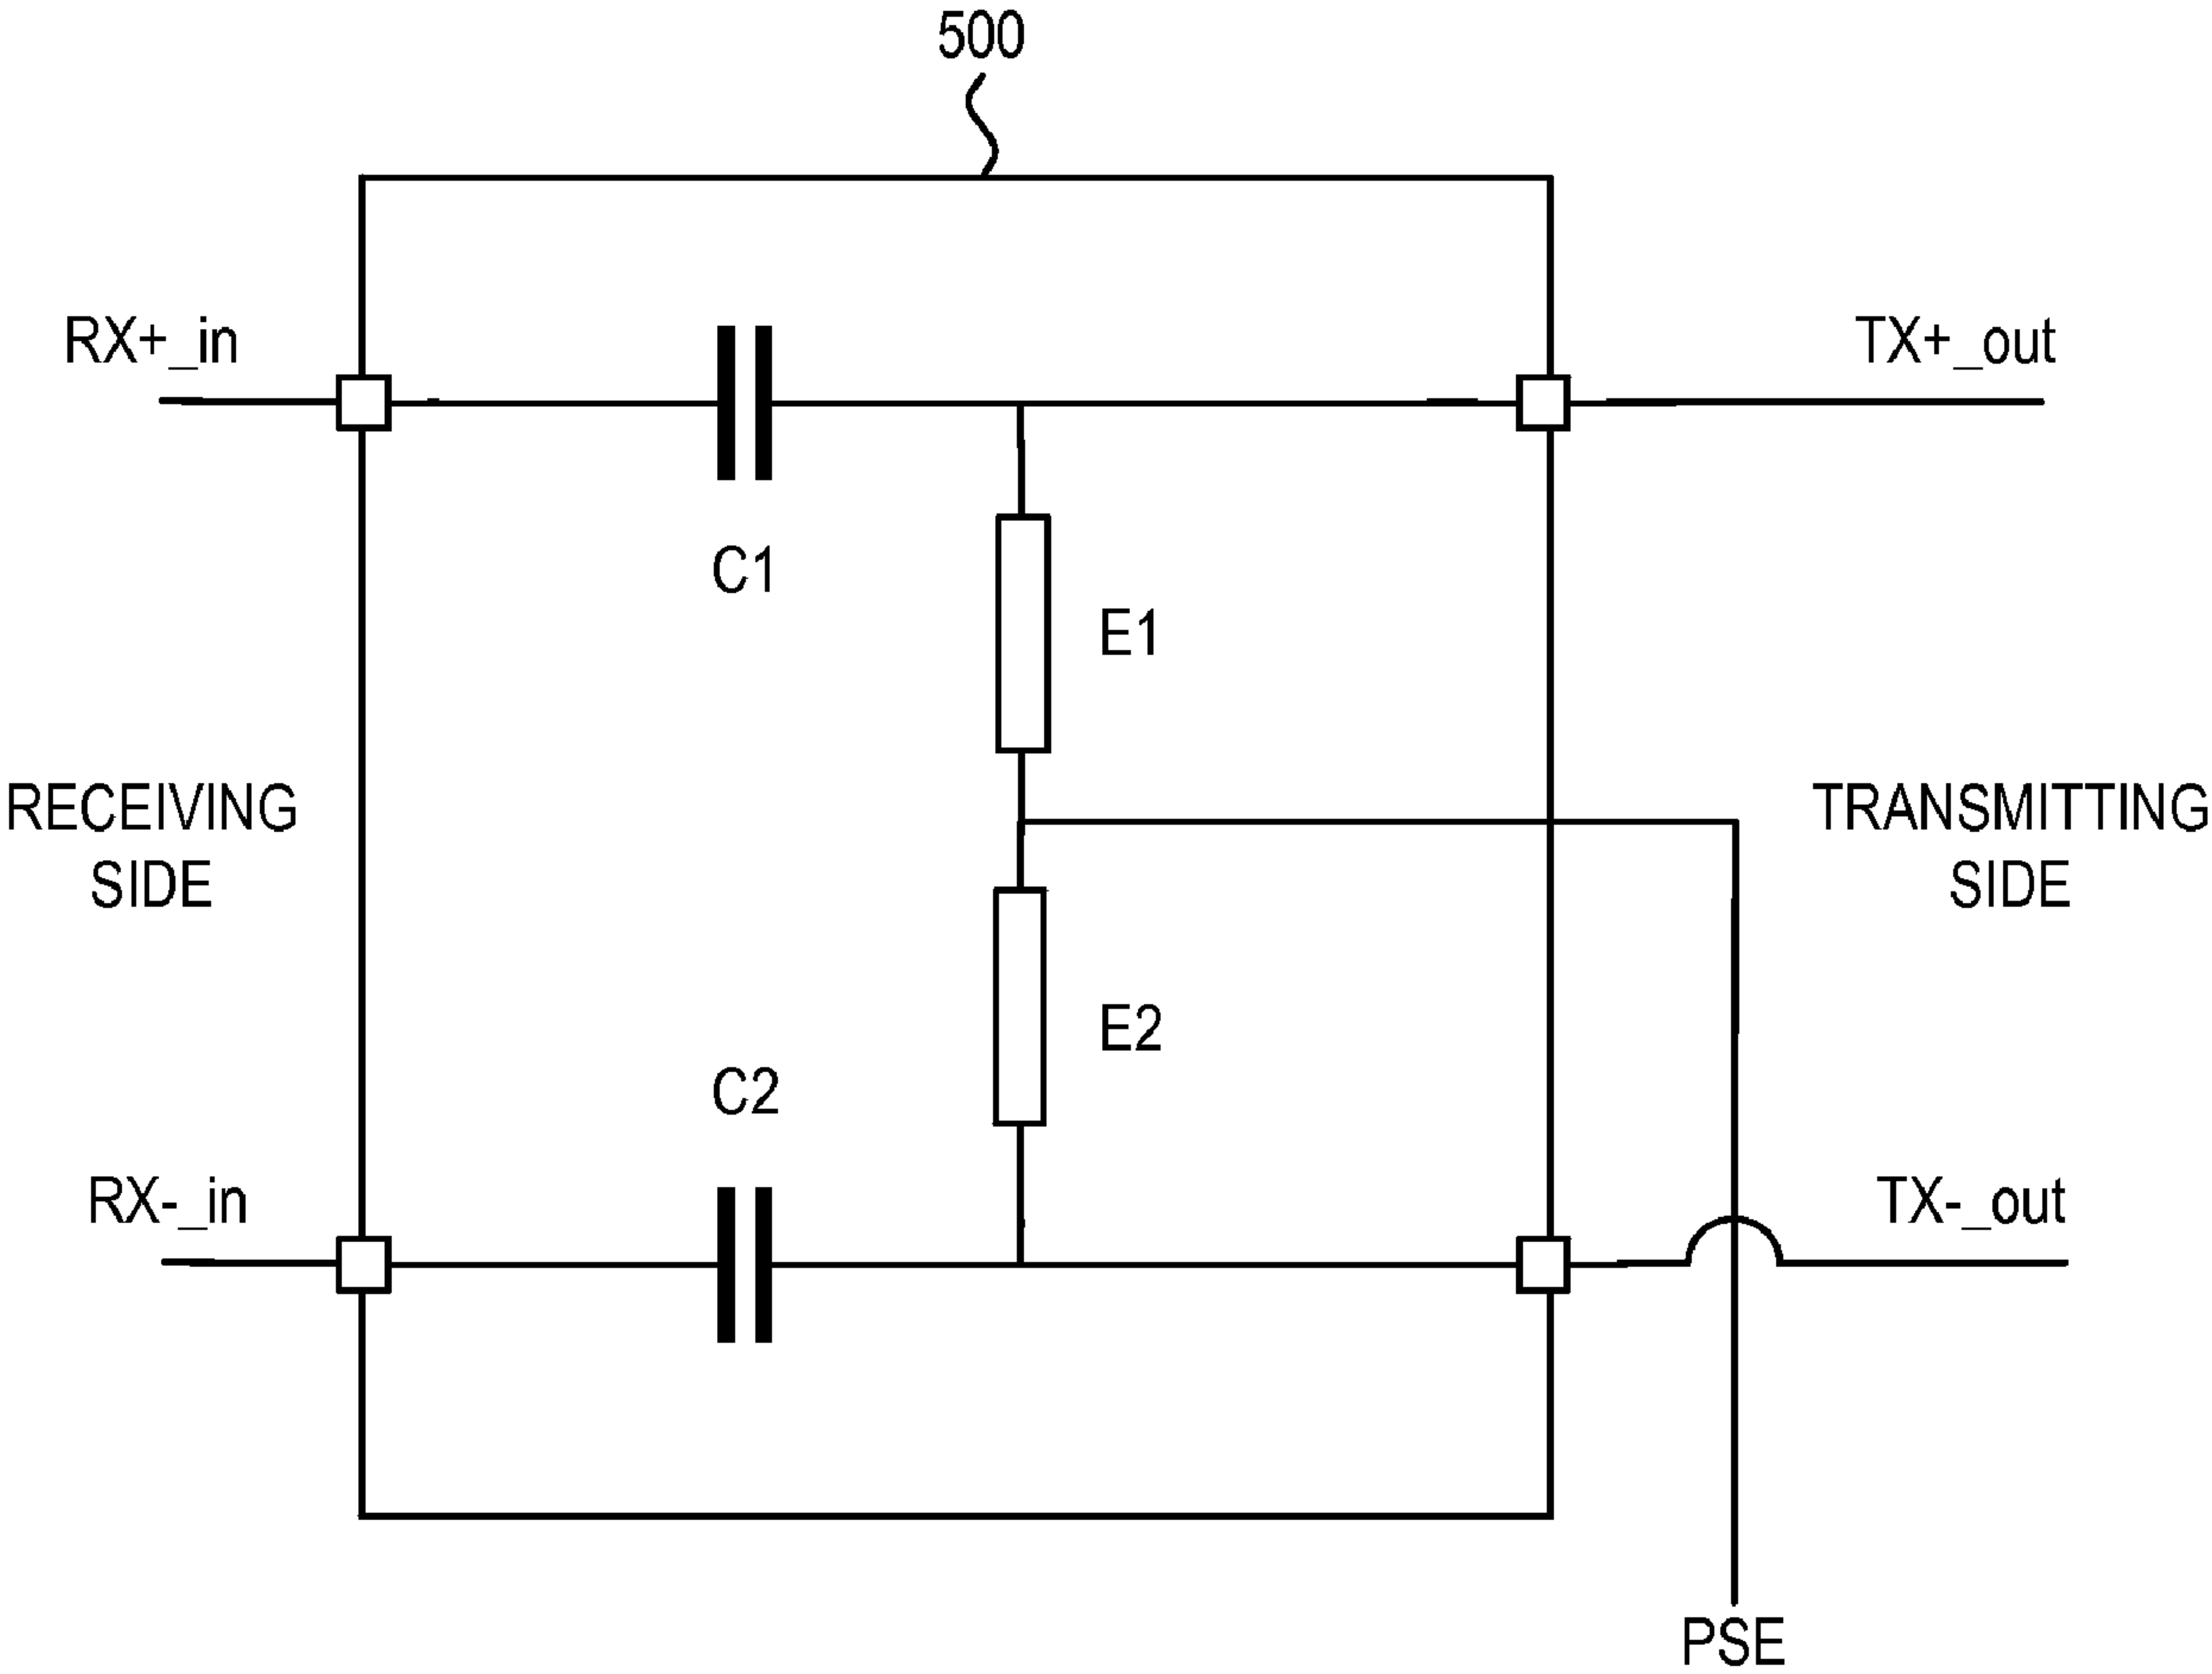 500
RX+_in
TX+_out
C1
E1
RECEIVING
SIDE
TRANSMITTING
SIDE
E2
C2
RX-_in
TX-_out
PSE